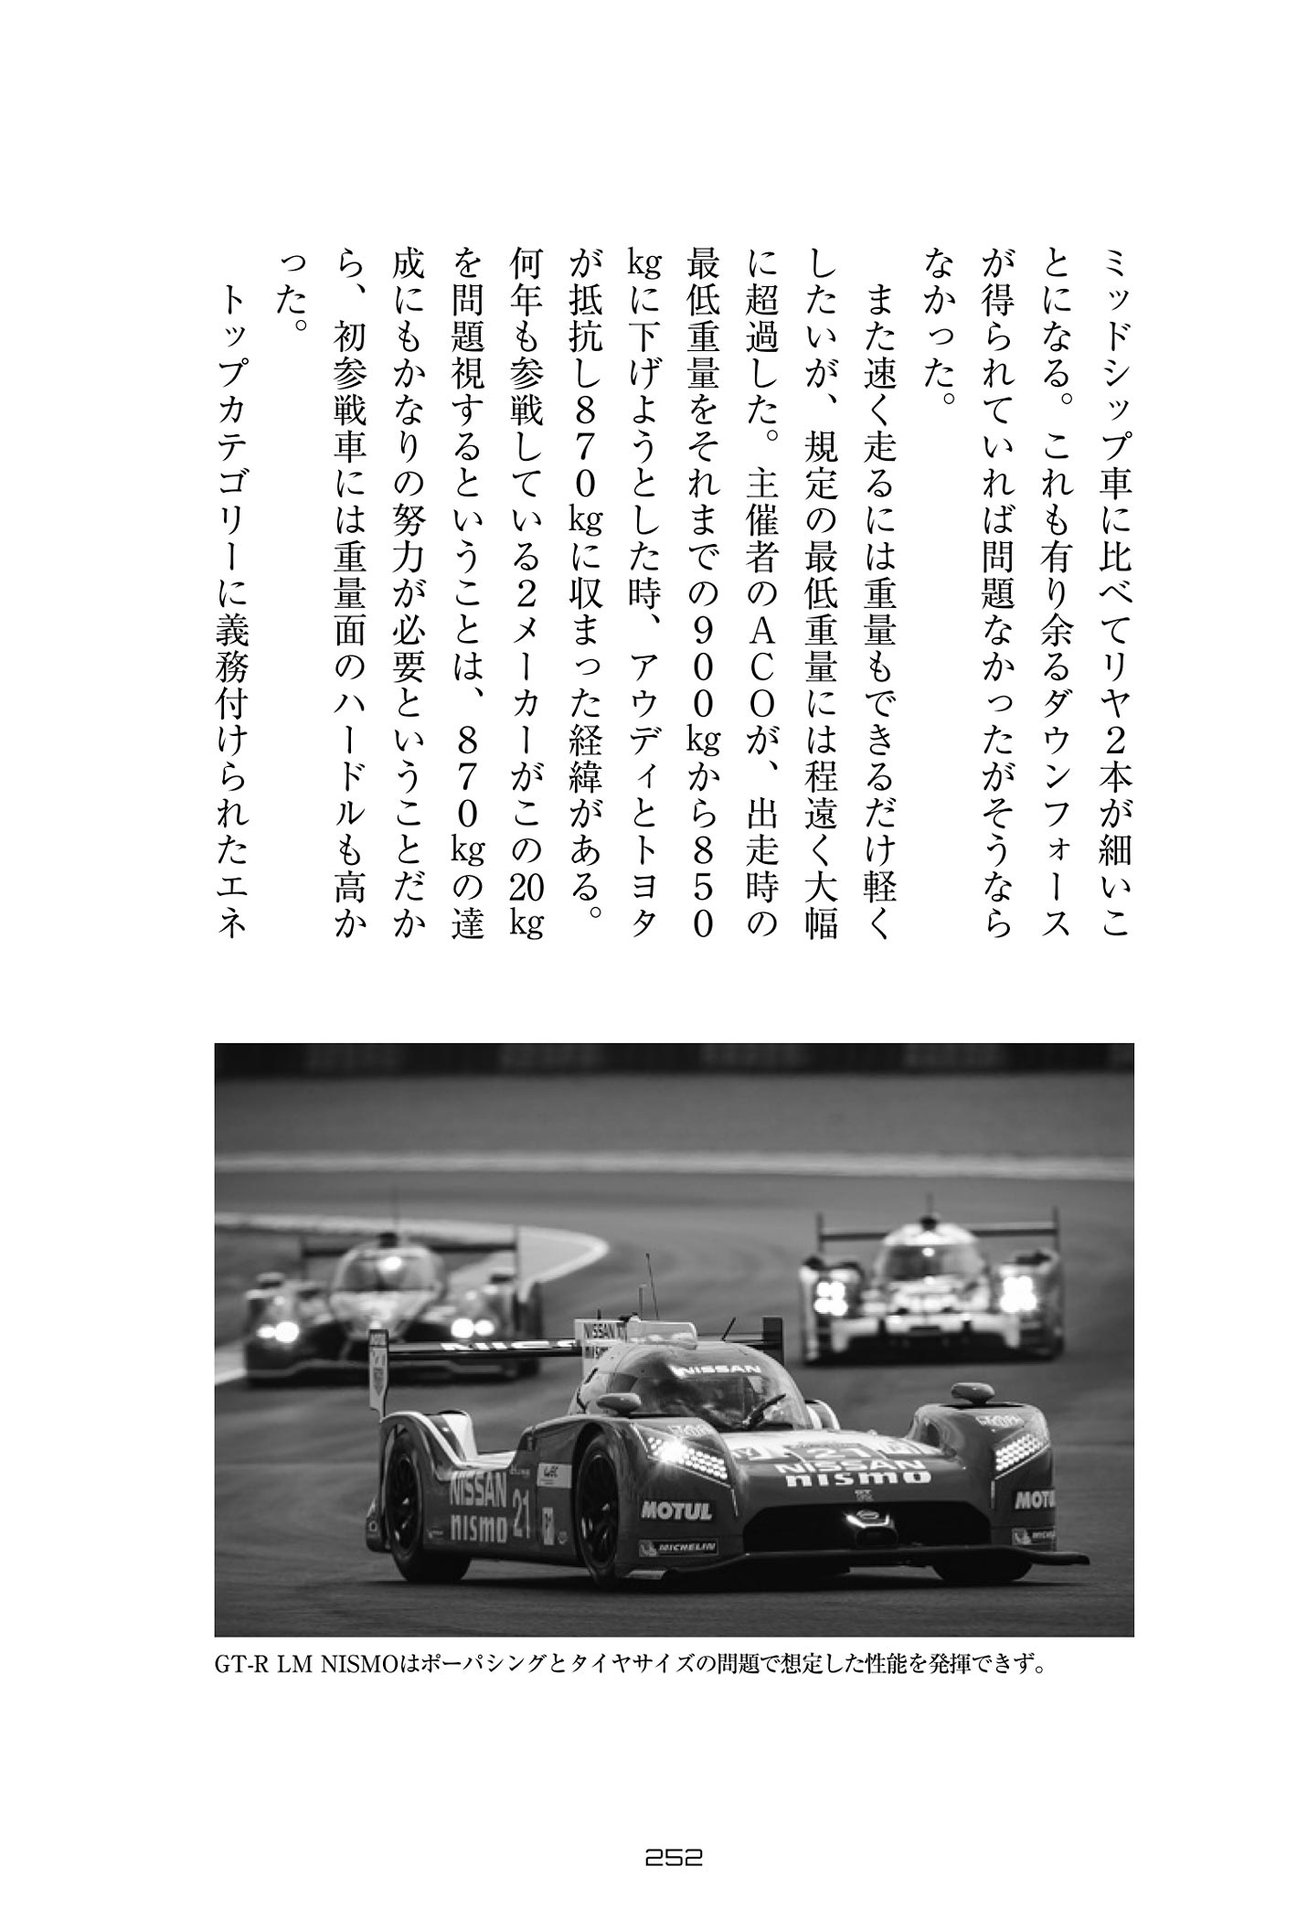 ミッドシップ車に比べてリヤ2本が細いこ
とになる。これも有り余るダウンフォース
が得られていれば問題なかったがそうなら
なかった。
また速く走るには重量もできるだけ軽く
したいが、規定の最低重量には程遠く大幅
に超過した。主催者のACOが、出走時の
最低重量をそれまでの900kgから850
kgに下げようとした時、アウディとトヨタ
が抵抗し870kgに収まった経緯がある。
何年も参戦している2メーカーがこの20kg
を問題視するということは、870kgの達
成にもかなりの努力が必要ということだか
ら、初参戦車には重量面のハードルも高か
った。
トップカテゴリーに義務付けられたエネ
NISSAN
NISSAN
21
NISSAN
nismo
NISSAN
nismo
21
MOTUL
MICHELIN
GT-R LM NISMOはポーパシングとタイヤサイズの問題で想定した性能を発揮できず。
252